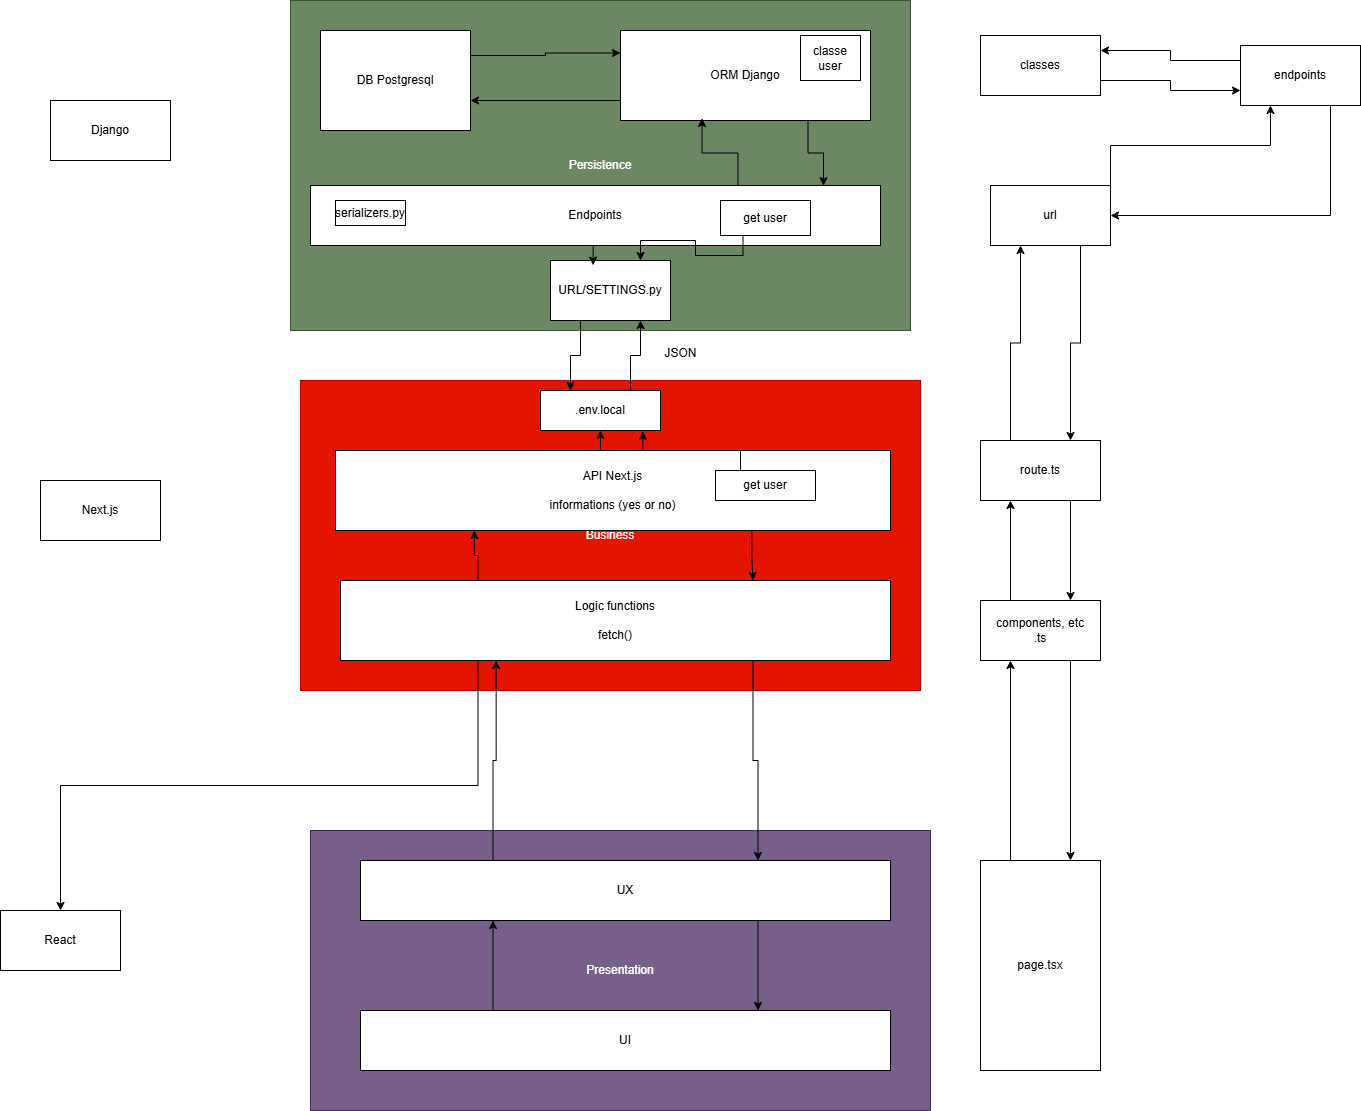 DB Postgresql
ORM Django
classe
user
classes
endpoints
Django
Persistence
serializers.py
Endpoints
get user
url
URL/SETTINGS.py
JSON
.env.local
API Next.js
informations (yes or no)
get user
route.ts
Next.js
Business
Logic functions
fetch()
components, etc
.ts
UX
React
Presentation
page.tsx
UI